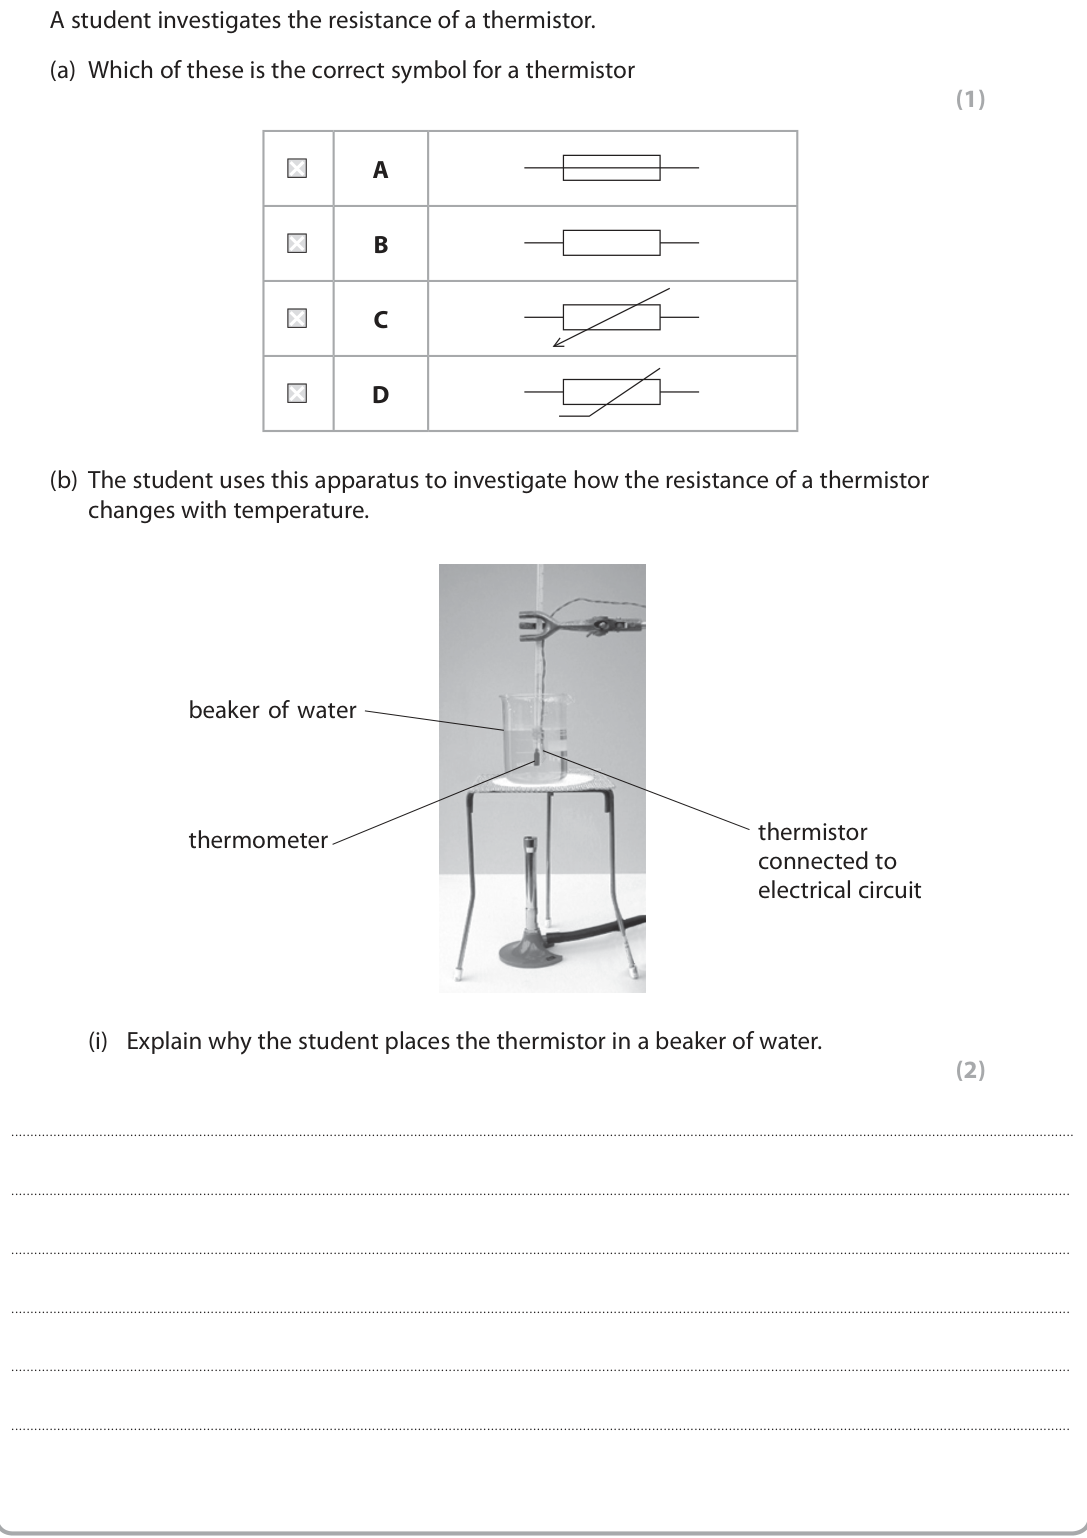 A student investigates the resistance of a thermistor.
(a) Which of these is the correct symbol for a thermistor
(1)
A
B
C
D
(b) The student uses this apparatus to investigate how the resistance of a thermistor
changes with temperature.
beaker of water
thermometer
thermistor
connected to
electrical circuit
(i) Explain why the student places the thermistor in a beaker of water.
(2)